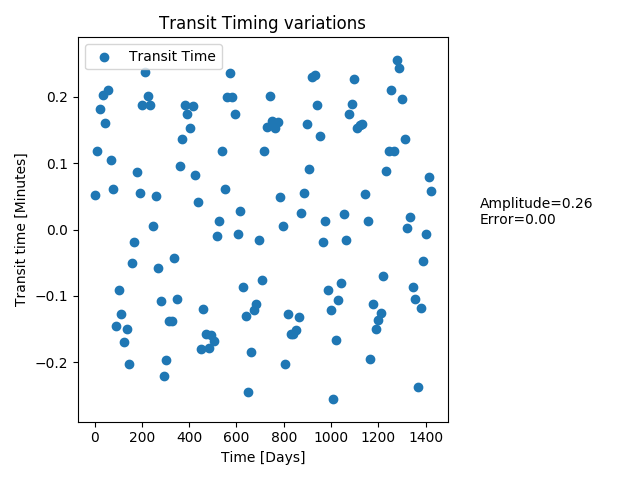 Transit Timing variations
Transit Time
Transit time [Minutes]
0.2
0.1
0.0
−0.1
−0.2
0 200 400 600 800 1000 1200 1400
Time [Days]
Amplitude=0.26
Error=0.00